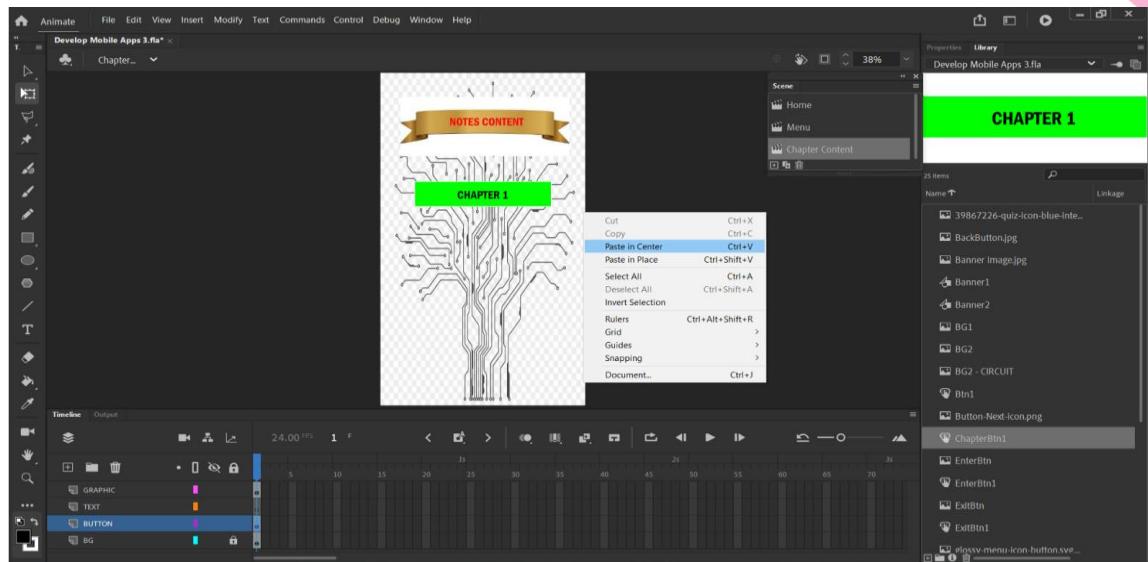 Animate File Edit View Insert Modify Text Commands Control Debug Window Help
Develop Mobile Apps 3.fla* ×
Chapter...
38%
Properties Library
Develop Mobile Apps 3.fla
Scene
Home
Menu
Chapter Content
NOTES CONTENT
CHAPTER 1
CHAPTER 1
Cut Ctrl+X
Copy Ctrl+C
Paste in Center Ctrl+V
Paste in Place Ctrl+Shift+V
Select All Ctrl+A
Deselect All Ctrl+Shift+A
Invert Selection
Rulers Ctrl+Alt+Shift+R
Grid >
Guides >
Snapping >
Document... Ctrl+J
25 items
Name Linkage
39867226-quiz-icon-blue-inte...
BackButton.jpg
Banner Image.jpg
Banner1
Banner2
BG1
BG2
BG2 - CIRCUIT
Btn1
Button-Next-icon.png
ChapterBtn1
EnterBtn
EnterBtn1
ExitBtn
ExitBtn1
glossy-menu-icon-button.svg...
Timeline Output
24.00 FPS 1 F
1s 2s 3s
5 10 15 20 25 30 35 40 45 50 55 60 65 70
GRAPHIC
TEXT
BUTTON
BG